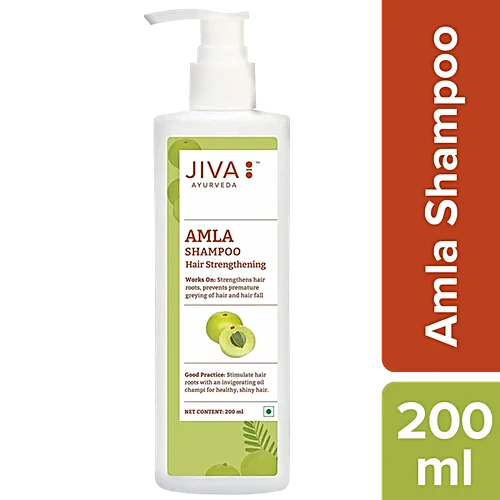 JIVA ™
AYURVEDA
AMLA
SHAMPOO
Hair Strengthening
Works On: Strengthens hair
roots, prevents premature
greying of hair and hair fall
Good Practice: Stimulate hair
roots with an invigorating oil
champi for healthy, shiny hair.
NET CONTENT: 200 ml
Amla Shampoo
200
ml